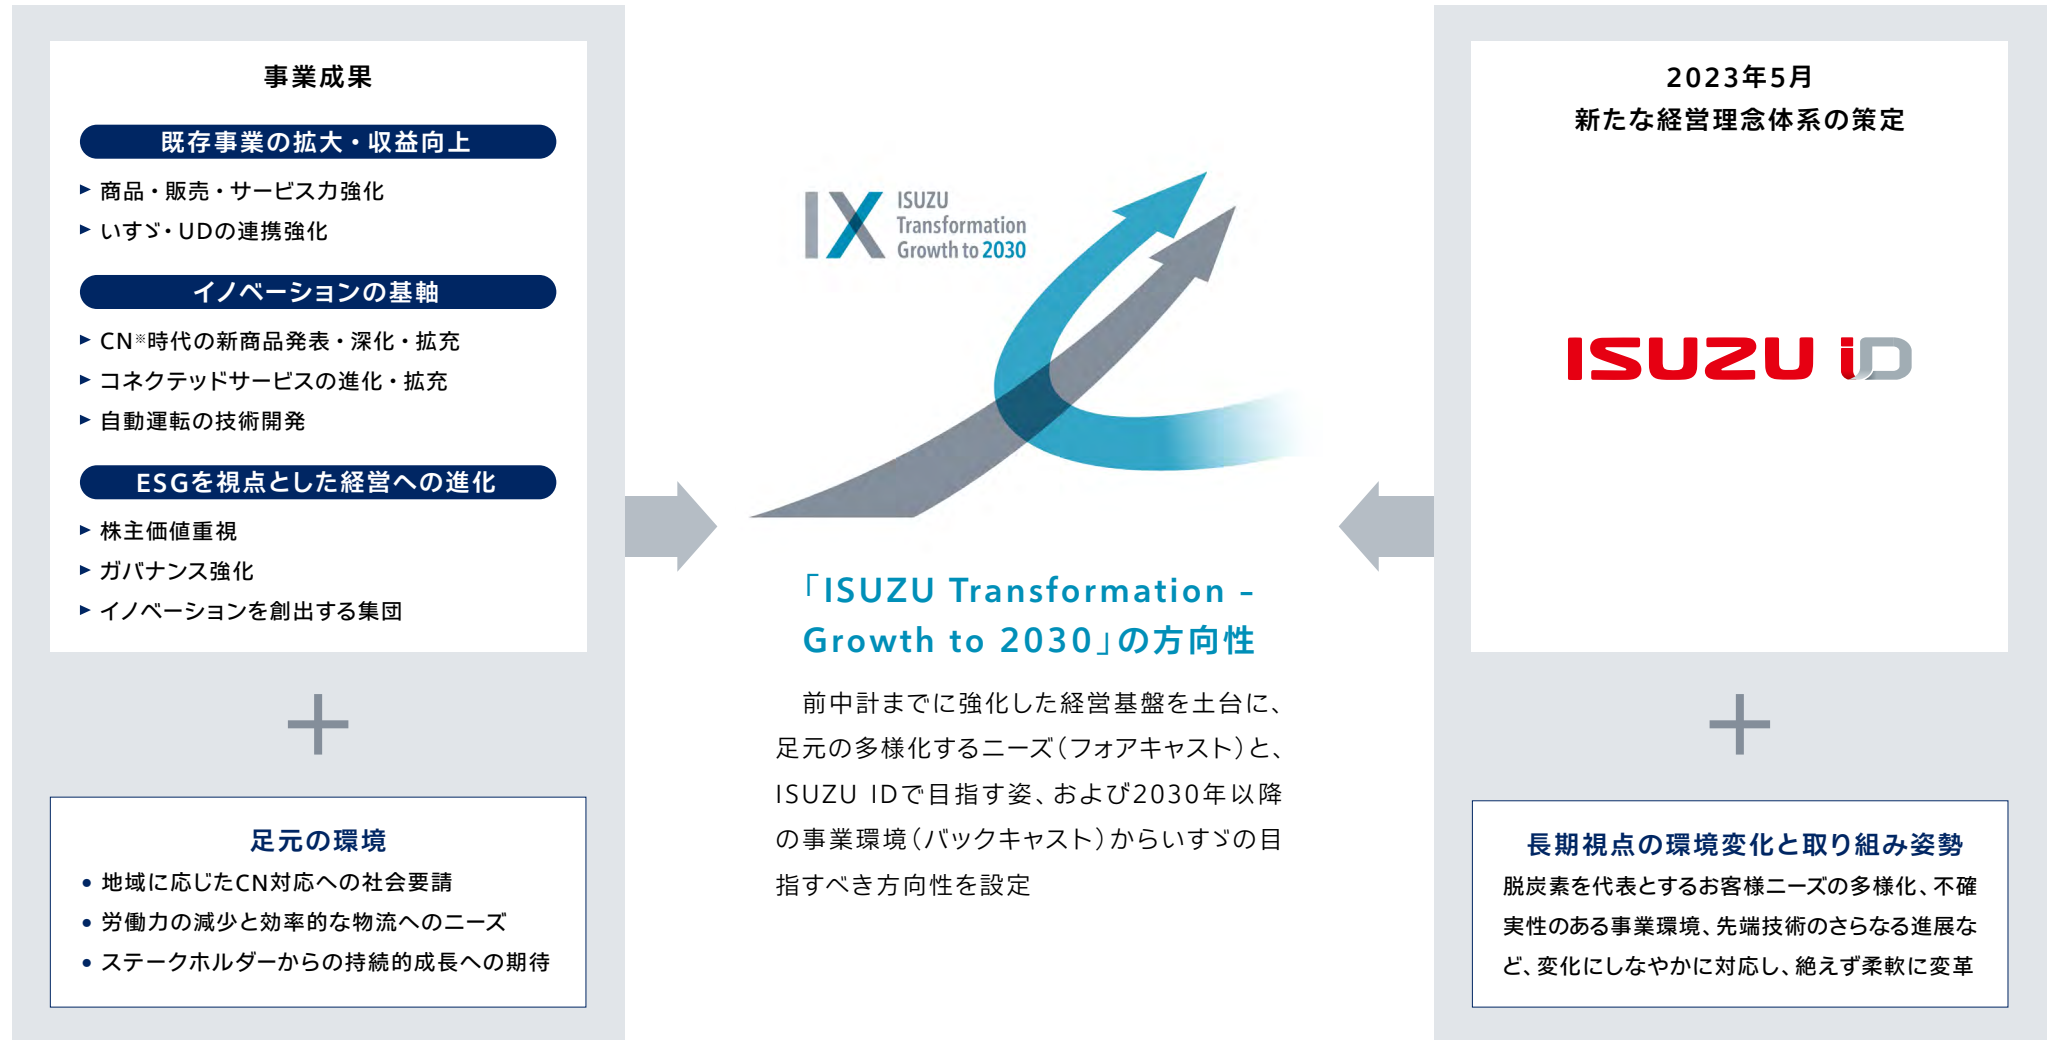 事業成果
既存事業の拡大・収益向上
商品・販売・サービス力強化
いすゞ・UDの連携強化
イノベーションの基軸
CN※時代の新商品発表・深化・拡充
コネクテッドサービスの進化・拡充
自動運転の技術開発
ESGを視点とした経営への進化
株主価値重視
ガバナンス強化
イノベーションを創出する集団
+
足元の環境
• 地域に応じたCN対応への社会要請
• 労働力の減少と効率的な物流へのニーズ
• ステークホルダーからの持続的成長への期待
IX
ISUZU
Transformation
Growth to 2030
「ISUZU Transformation –
Growth to 2030」の方向性
前中計までに強化した経営基盤を土台に、
足元の多様化するニーズ（フォアキャスト）と、
ISUZU IDで目指す姿、および2030年以降
の事業環境（バックキャスト）からいすゞの目
指すべき方向性を設定
2023年5月
新たな経営理念体系の策定
ISUZU iD
+
長期視点の環境変化と取り組み姿勢
脱炭素を代表とするお客様ニーズの多様化、不確
実性のある事業環境、先端技術のさらなる進展な
ど、変化にしなやかに対応し、絶えず柔軟に変革